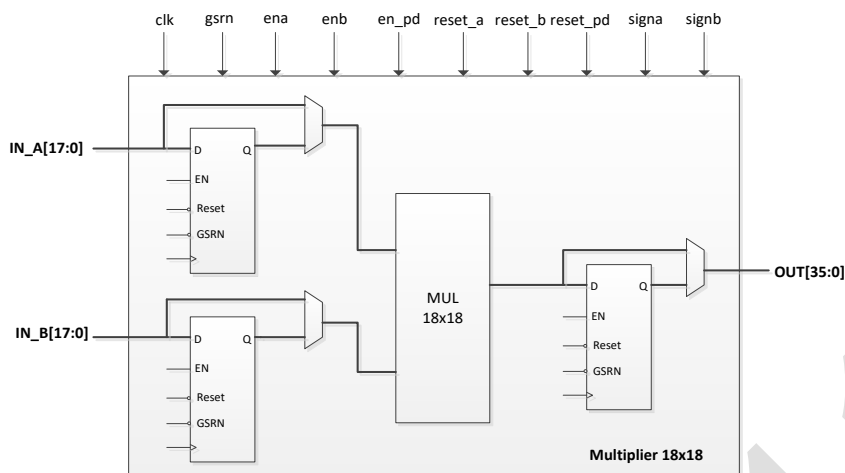 clk gsrn ena enb en_pd reset_a reset_b reset_pd signa signb
IN_A[17:0]
D Q
EN
Reset
GSRN
IN_B[17:0]
D Q
EN
Reset
GSRN
MUL
18x18
D Q
EN
Reset
GSRN
OUT[35:0]
Multiplier 18x18